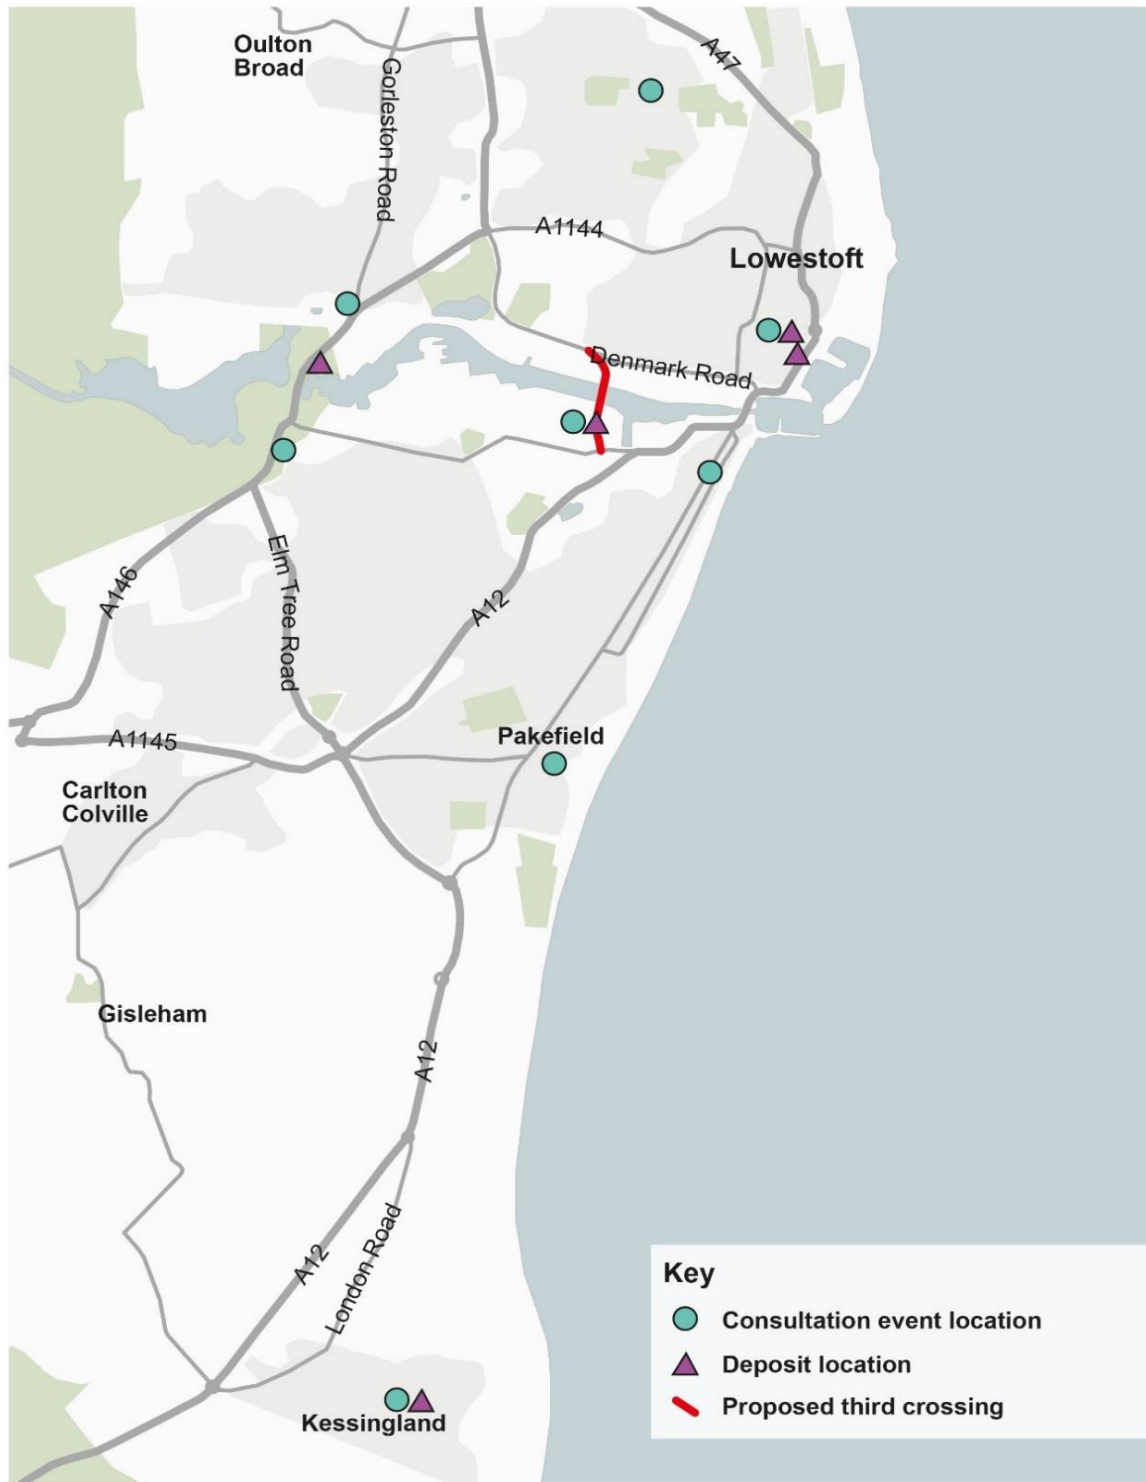 Oulton
Broad
Gorleston Road
A47
A1144
Lowestoft
Denmark Road
Elm Tree Road
A146
A12
A1145
Pakefield
Carlton
Colville
Gisleham
A12
A12
London Road
Kessingland
Key
Consultation event location
Deposit location
Proposed third crossing